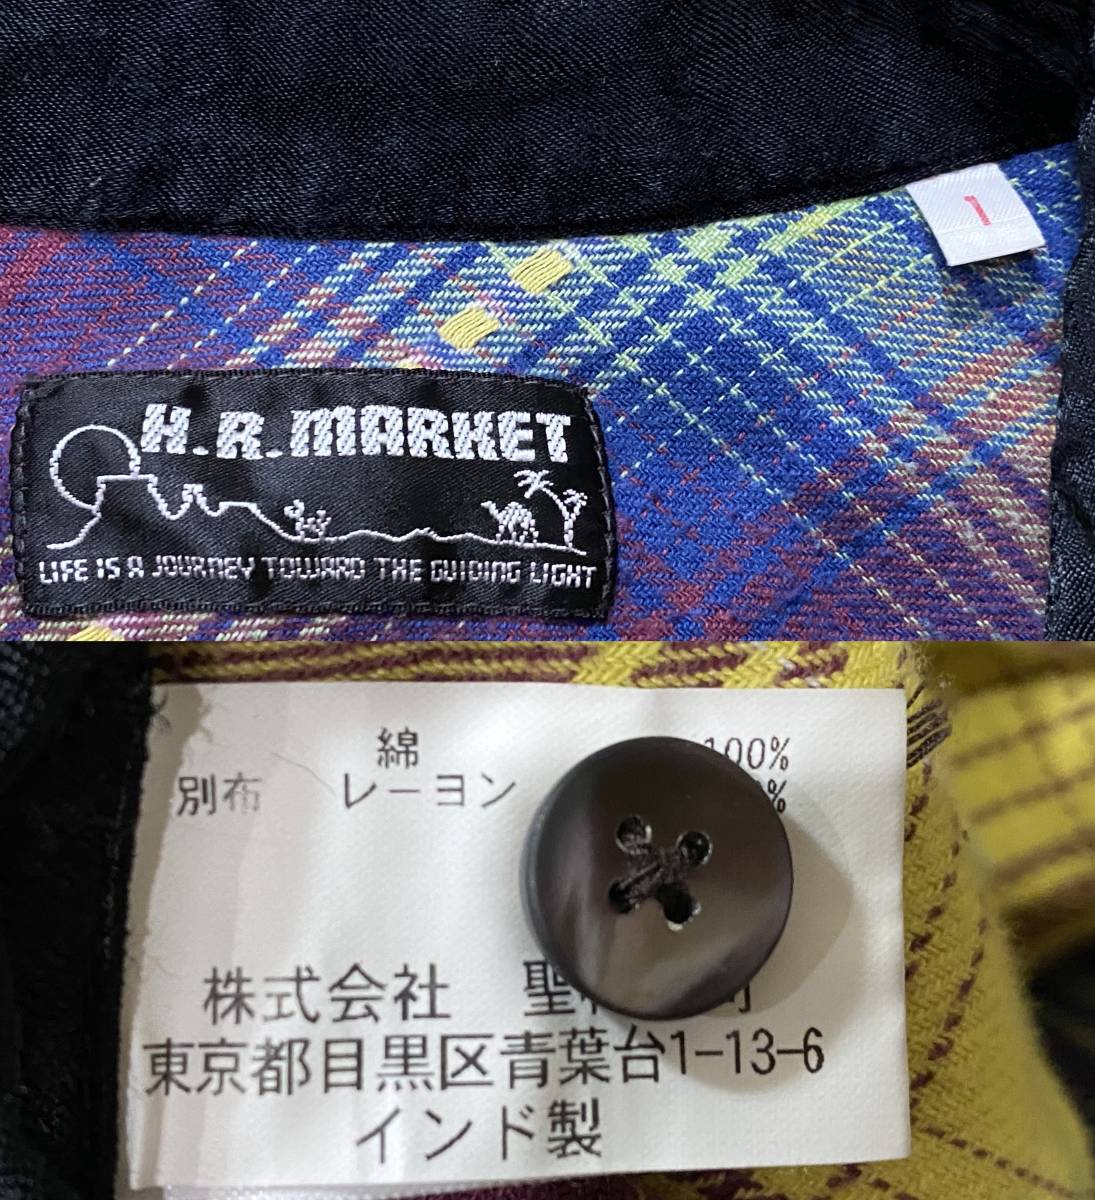 1
H.R.MARKET
LIFE IS A JOURNEY TOWARD THE GUIDING LIGHT
綿 100%
別布 レーヨン
株式会社 聖
東京都目黒区青葉台1-13-6
インド製